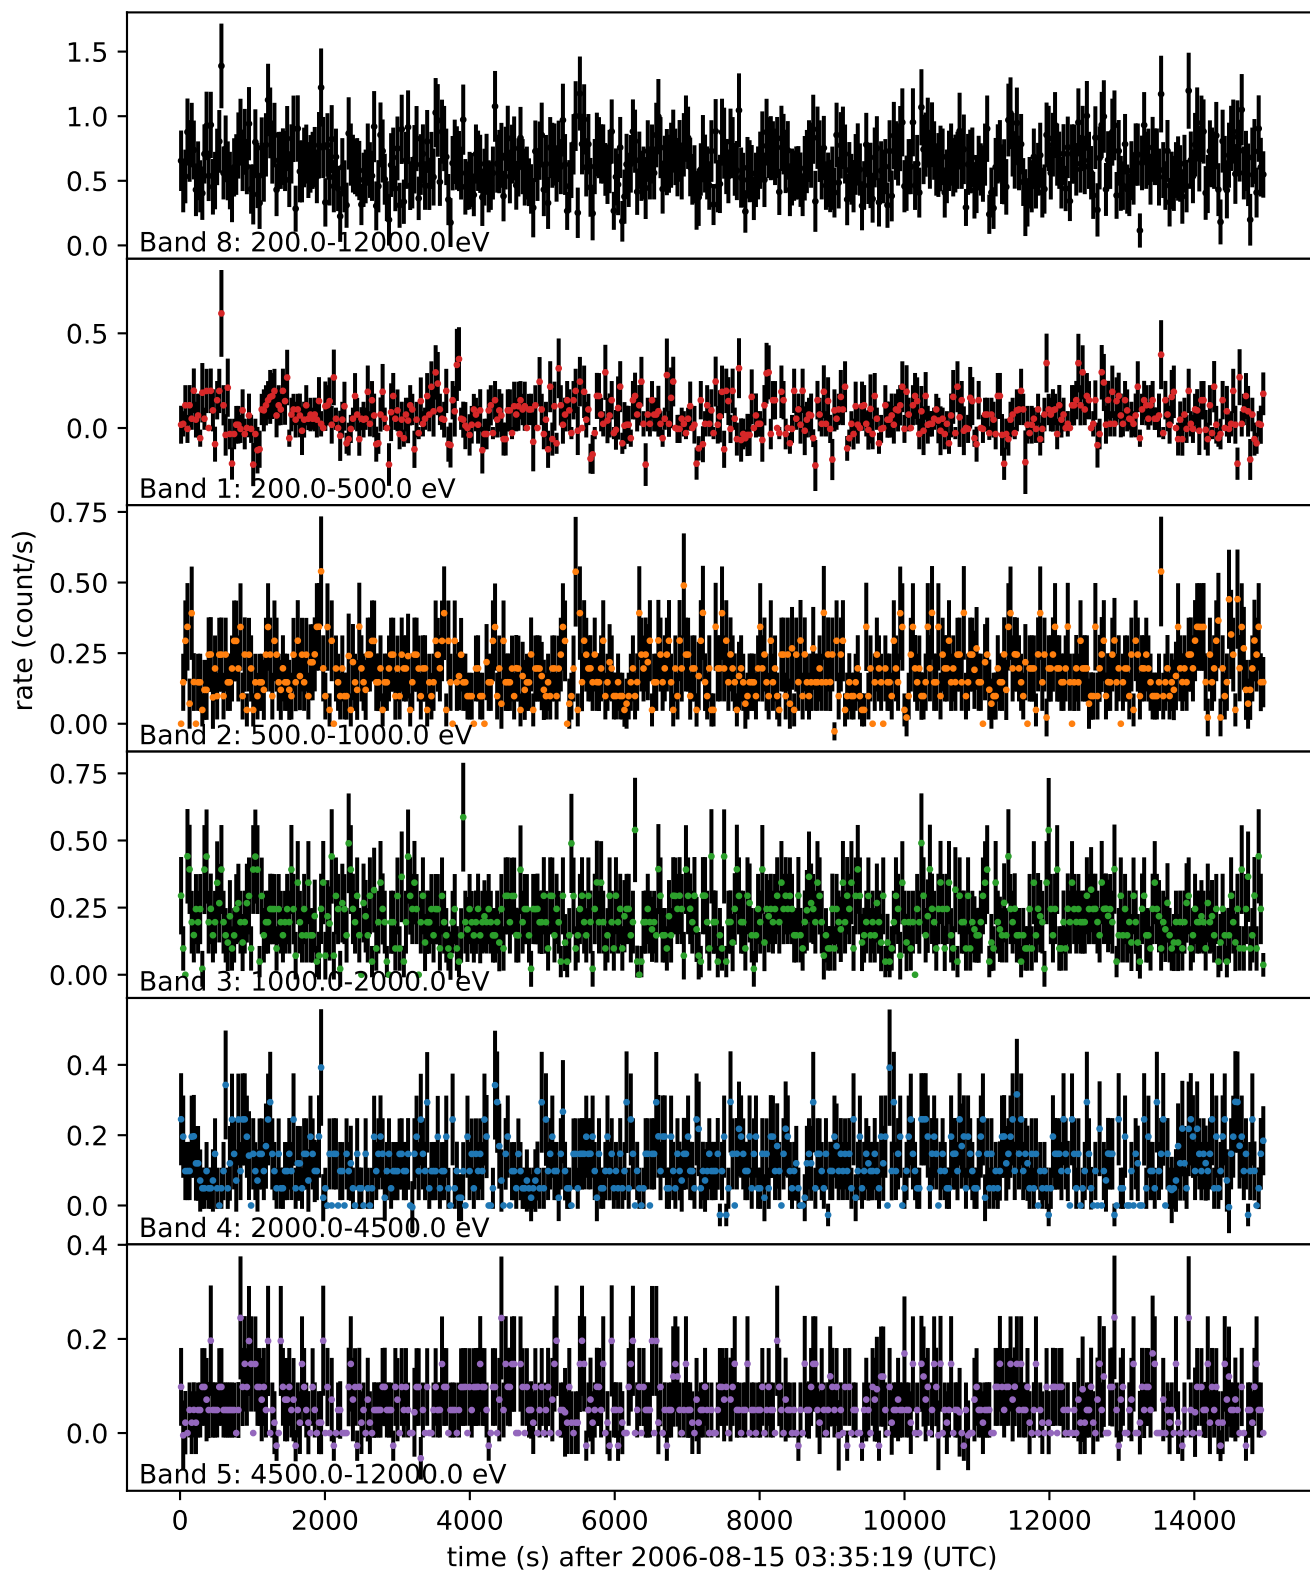 1.5
1.0
0.5
0.0
Band 8: 200.0-12000.0 eV
0.5
0.0
Band 1: 200.0-500.0 eV
rate (count/s)
0.75
0.50
0.25
0.00
Band 2: 500.0-1000.0 eV
0.75
0.50
0.25
0.00
Band 3: 1000.0-2000.0 eV
0.4
0.2
0.0
Band 4: 2000.0-4500.0 eV
0.4
0.2
0.0
Band 5: 4500.0-12000.0 eV
0 2000 4000 6000 8000 10000 12000 14000
time (s) after 2006-08-15 03:35:19 (UTC)